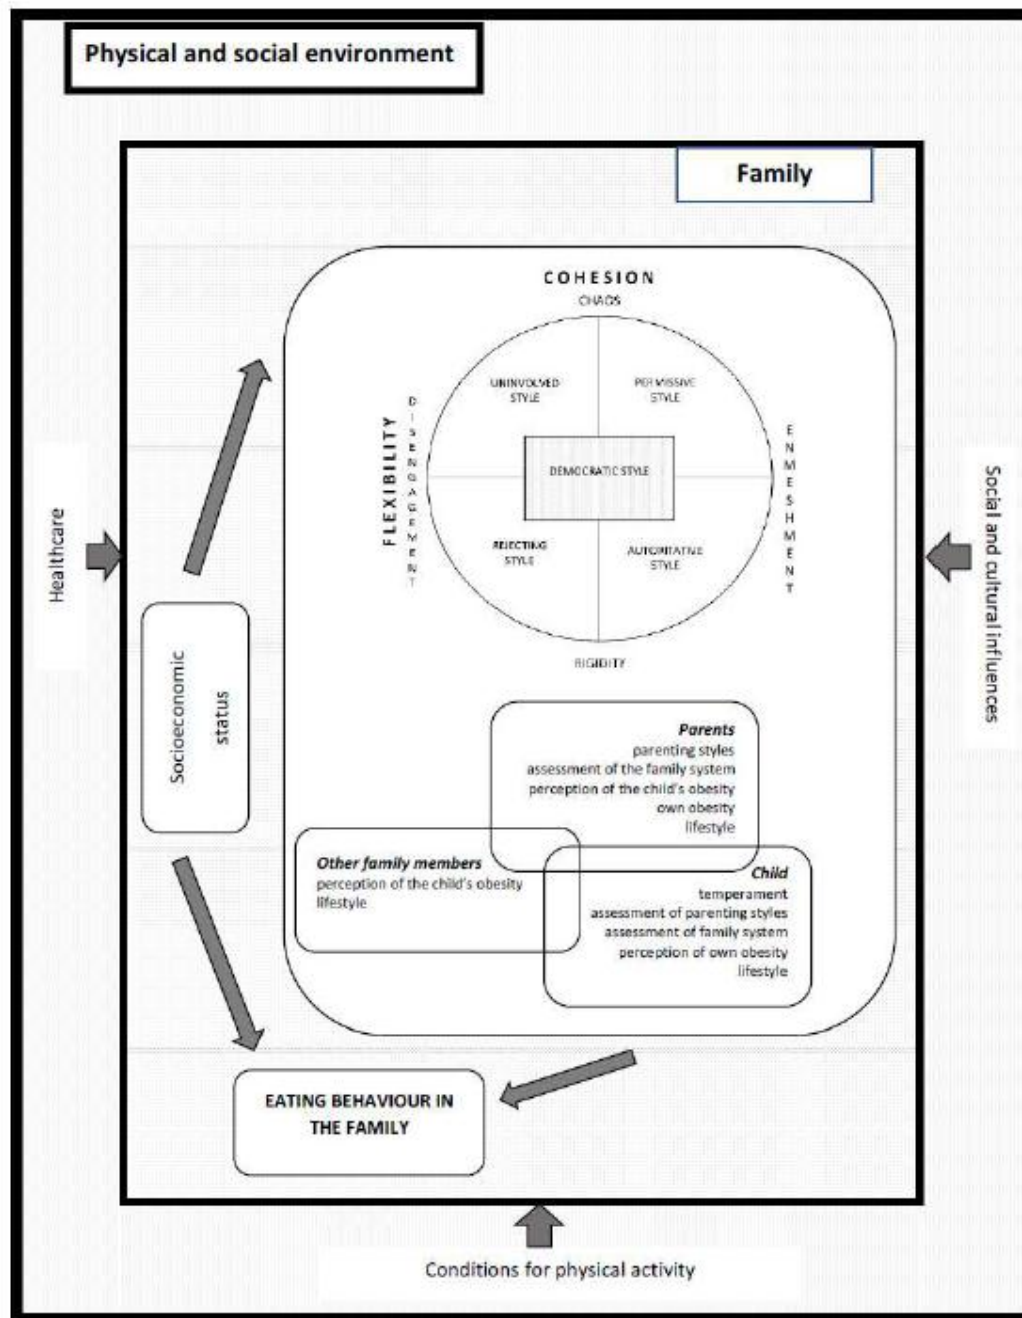 Physical and social environment
Family
COHESION
CHAOS
UNINVOLVED
STYLE
PERMISSIVE
STYLE
FLEXIBILITY
DISENGAGEMENT
DEMOCRATIC STYLE
ENMESHMENT
REJECTING
STYLE
AUTORITATIVE
STYLE
RIGIDITY
Healthcare
Social and cultural influences
Socioeconomic
status
Parents
parenting styles
assessment of the family system
perception of the child's obesity
own obesity
lifestyle
Other family members
perception of the child's obesity
lifestyle
Child
temperament
assessment of parenting styles
assessment of family system
perception of own obesity
lifestyle
EATING BEHAVIOUR IN
THE FAMILY
Conditions for physical activity